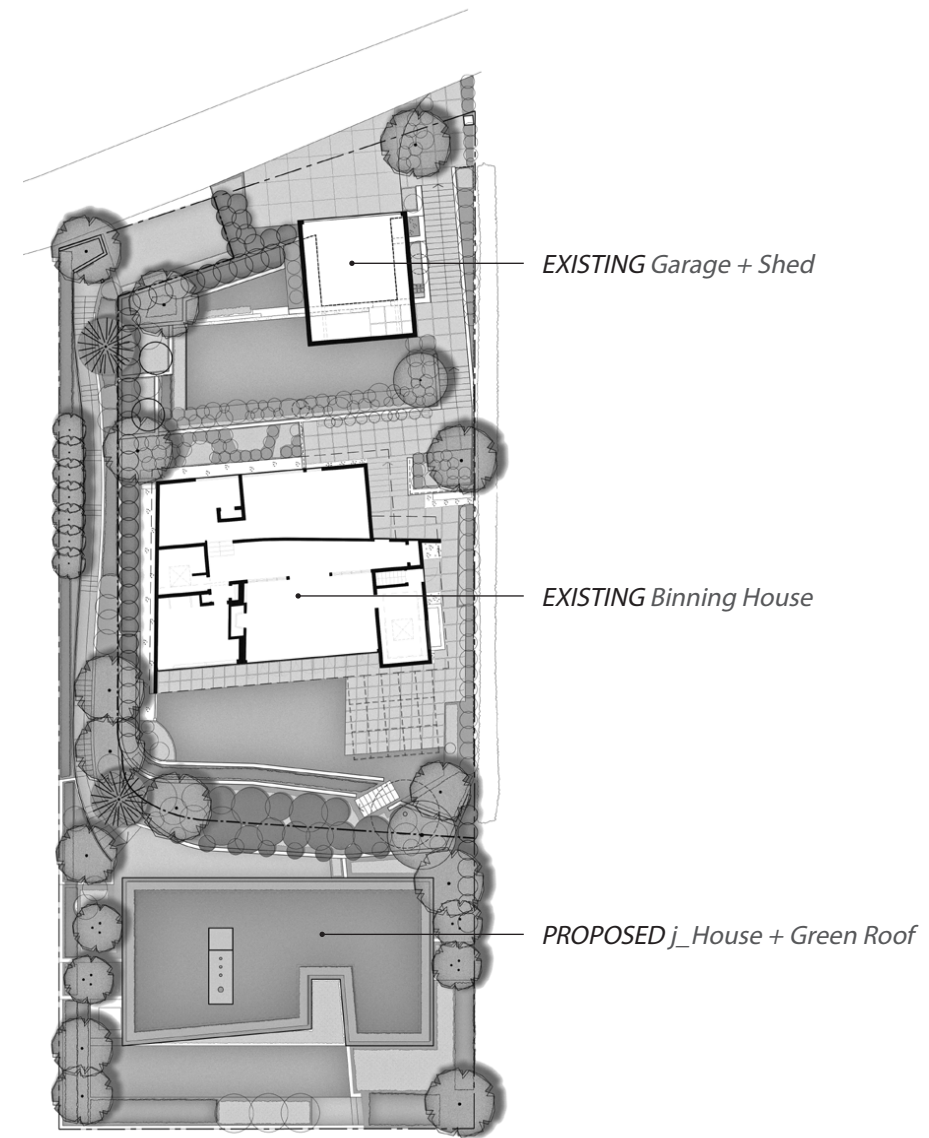 EXISTING Garage + Shed
EXISTING Binning House
PROPOSED j_House + Green Roof